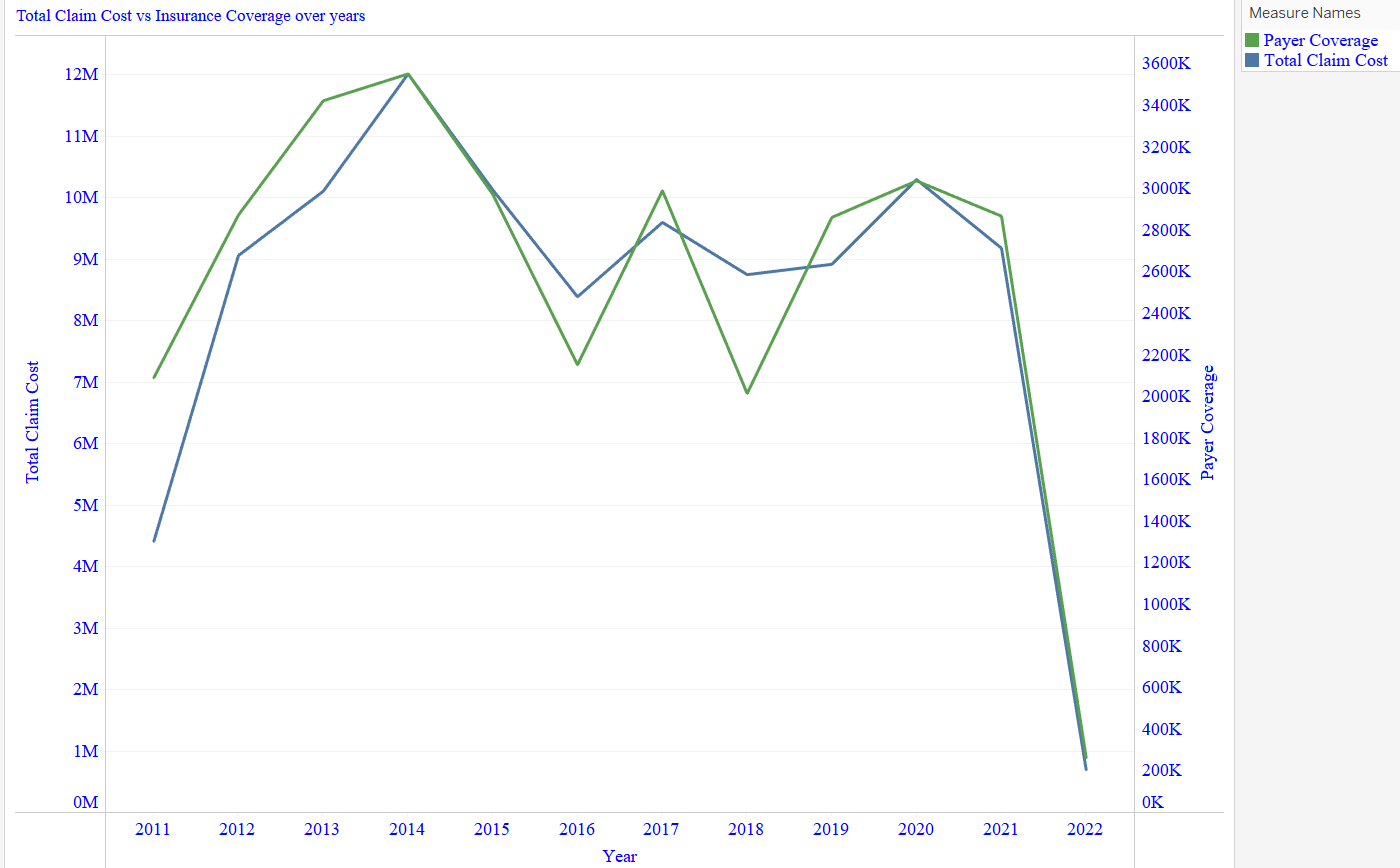 Total Claim Cost vs Insurance Coverage over years
Measure Names
Payer Coverage
Total Claim Cost
Total Claim Cost
12M
11M
10M
9M
8M
7M
6M
5M
4M
3M
2M
1M
0M
3600K
3400K
3200K
3000K
2800K
2600K
2400K
2200K
2000K
1800K
1600K
1400K
1200K
1000K
800K
600K
400K
200K
0K
Payer Coverage
2011 2012 2013 2014 2015 2016 2017 2018 2019 2020 2021 2022
Year